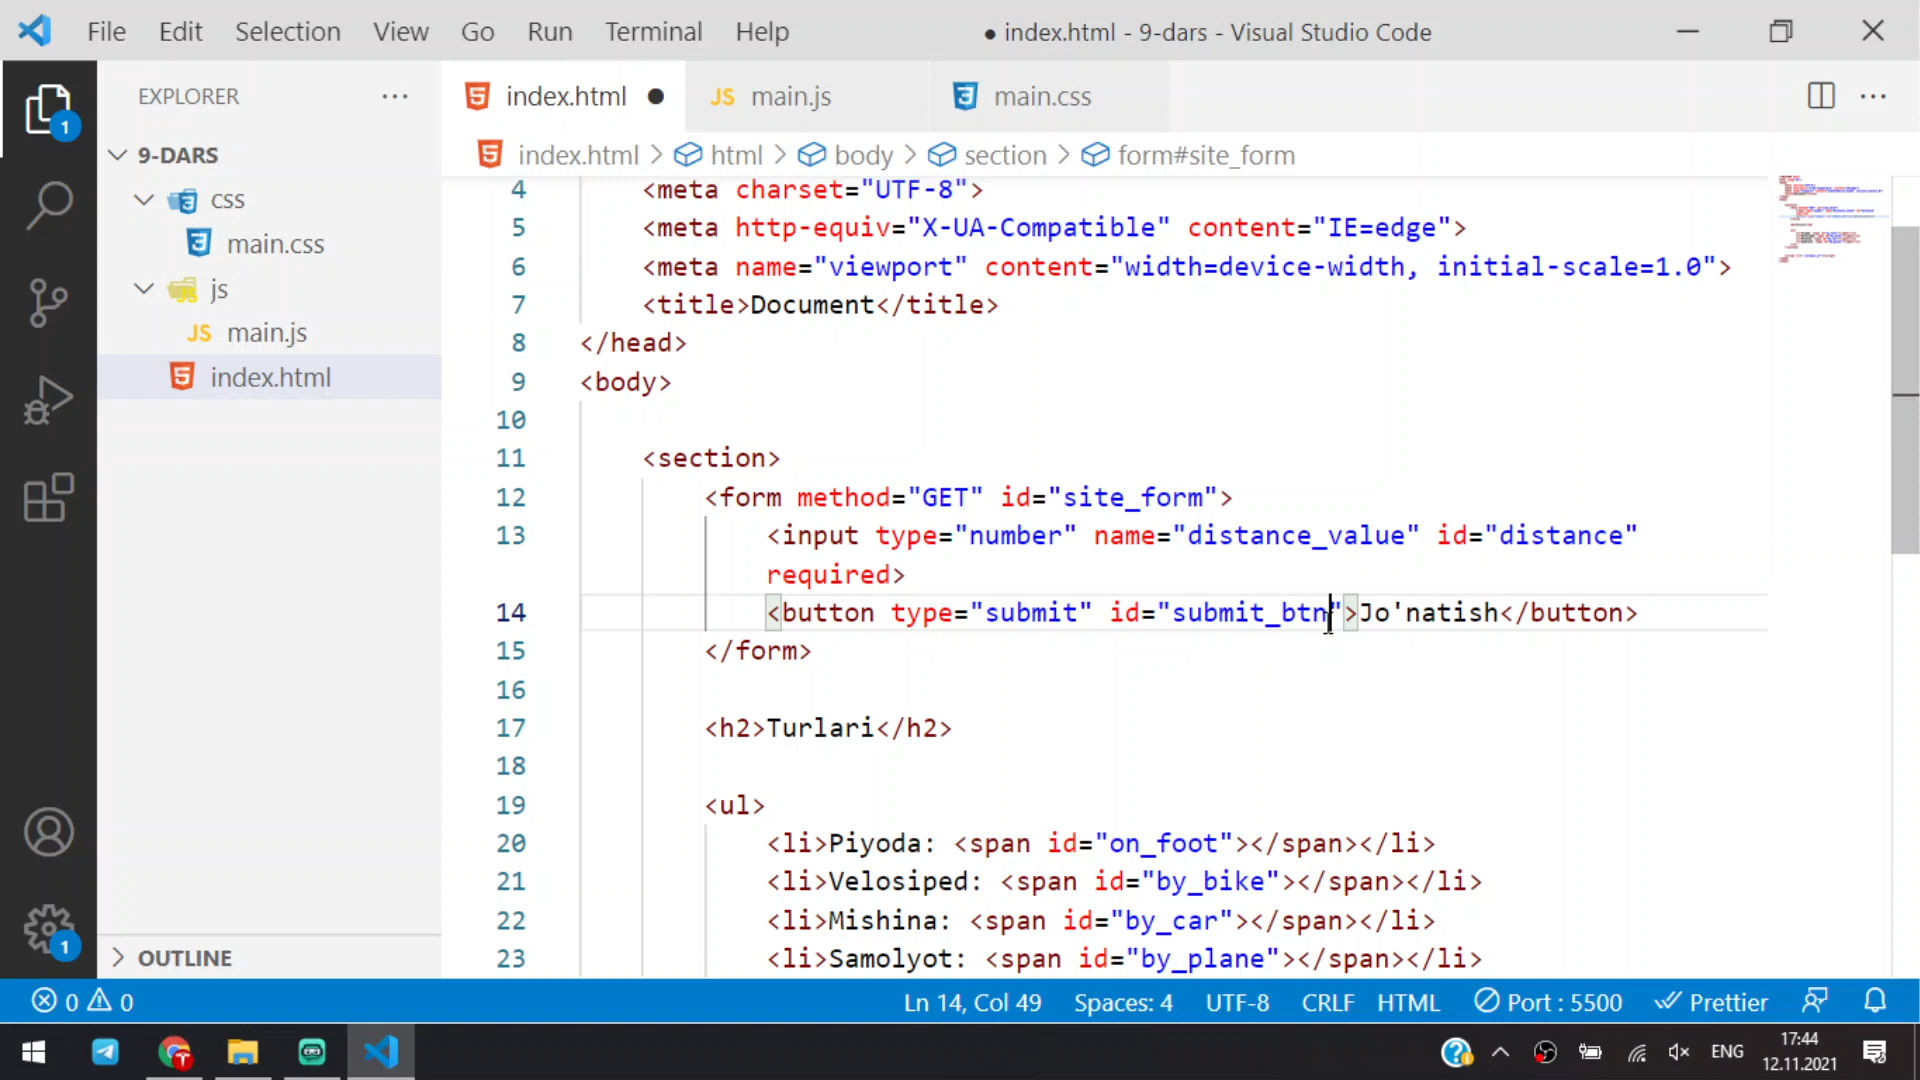 File Edit Selection View Go Run Terminal Help ● index.html - 9-dars - Visual Studio Code
EXPLORER
index.html ● JS main.js main.css
index.html > html > body > section > form#site_form
1
9-DARS
css
main.css
js
JS main.js
index.html
OUTLINE
4 <meta charset="UTF-8">
5 <meta http-equiv="X-UA-Compatible" content="IE=edge">
6 <meta name="viewport" content="width=device-width, initial-scale=1.0">
7 <title>Document</title>
8 </head>
9 <body>
10
11 <section>
12 <form method="GET" id="site_form">
13 <input type="number" name="distance_value" id="distance"
required>
14 <button type="submit" id="submit_btn">Jo'natish</button>
15 </form>
16
17 <h2>Turlari</h2>
18
19 <ul>
20 <li>Piyoda: <span id="on_foot"></span></li>
21 <li>Velosiped: <span id="by_bike"></span></li>
22 <li>Mishina: <span id="by_car"></span></li>
23 <li>Samolyot: <span id="by_plane"></span></li>
1
0 0 Ln 14, Col 49 Spaces: 4 UTF-8 CRLF HTML Port : 5500 Prettier
ENG 17:44
12.11.2021